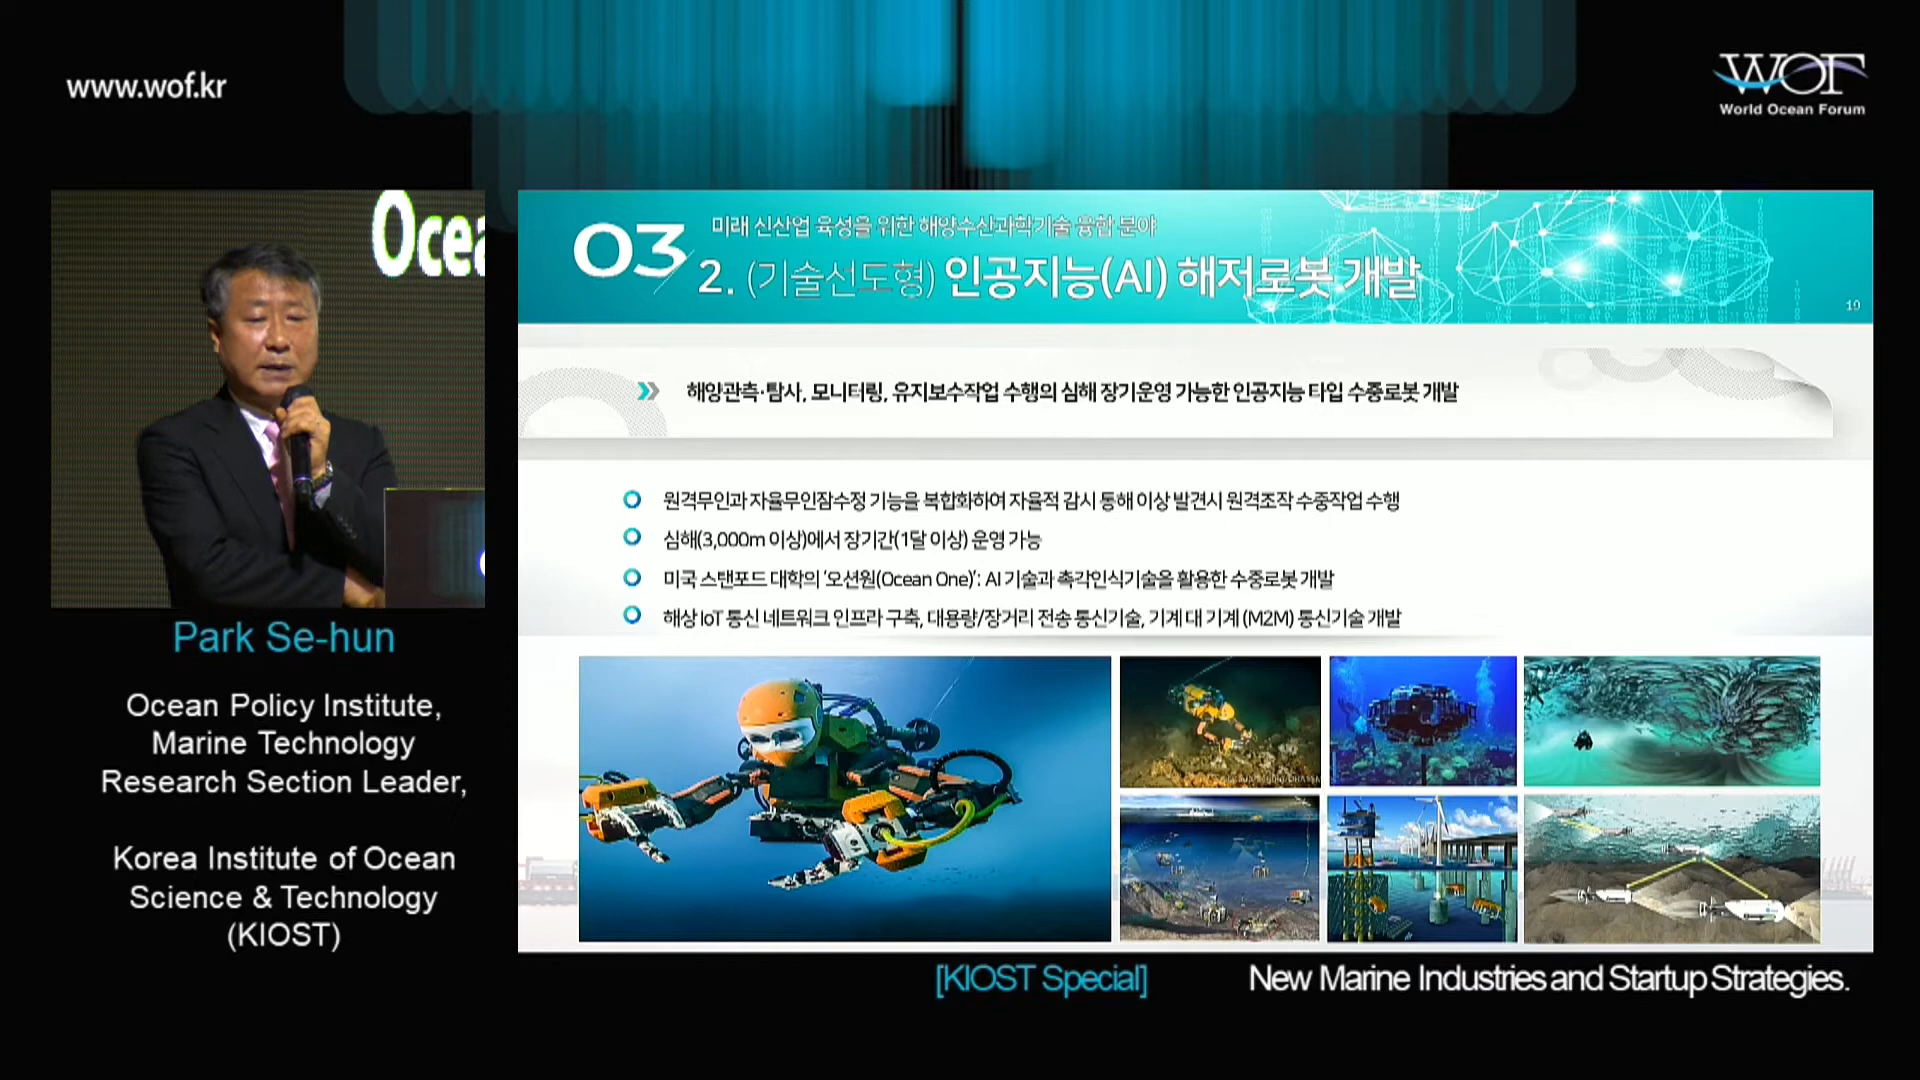 www.wof.kr
WOF
World Ocean Forum
Ocea
03
미래 신산업 육성을 위한 해양수산과학기술 융합 분야
2. (기술선도형) 인공지능(AI) 해저로봇 개발
19
해양관측·탐사, 모니터링, 유지보수작업 수행의 심해 장기운영 가능한 인공지능 타입 수중로봇 개발
원격무인과 자율무인잠수정 기능을 복합화하여 자율적 감시 통해 이상 발견시 원격조작 수중작업 수행
심해(3,000m 이상)에서 장기간(1달 이상) 운영 가능
미국 스탠포드 대학의 '오션원(Ocean One)': AI 기술과 촉각인식기술을 활용한 수중로봇 개발
해상 IoT 통신 네트워크 인프라 구축, 대용량/장거리 전송 통신기술, 기계 대 기계 (M2M) 통신기술 개발
Park Se-hun
Ocean Policy Institute,
Marine Technology
Research Section Leader,
Korea Institute of Ocean
Science & Technology
(KIOST)
[KIOST Special] New Marine Industries and Startup Strategies.